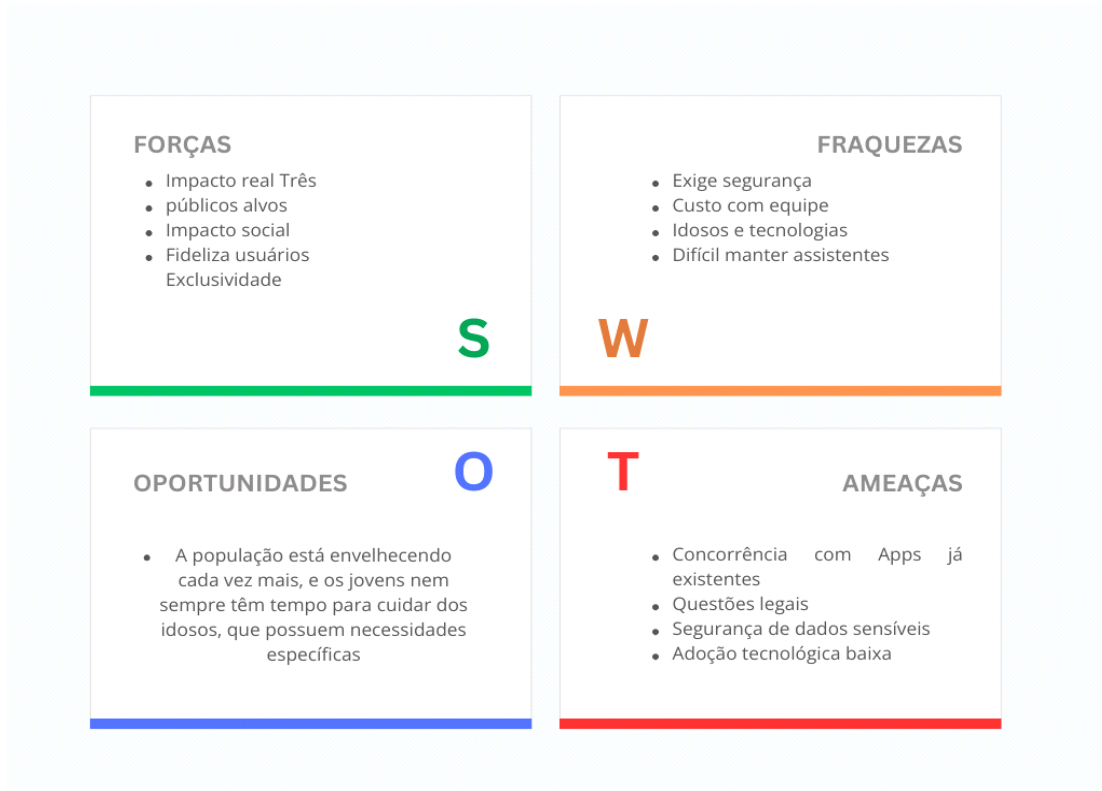 FORÇAS
• Impacto real Três
• públicos alvos
• Impacto social
• Fideliza usuários
Exclusividade
S
FRAQUEZAS
• Exige segurança
• Custo com equipe
• Idosos e tecnologias
• Difícil manter assistentes
W
OPORTUNIDADES
O
• A população está envelhecendo
cada vez mais, e os jovens nem
sempre têm tempo para cuidar dos
idosos, que possuem necessidades
específicas
T
AMEAÇAS
• Concorrência com Apps já
existentes
• Questões legais
• Segurança de dados sensíveis
• Adoção tecnológica baixa